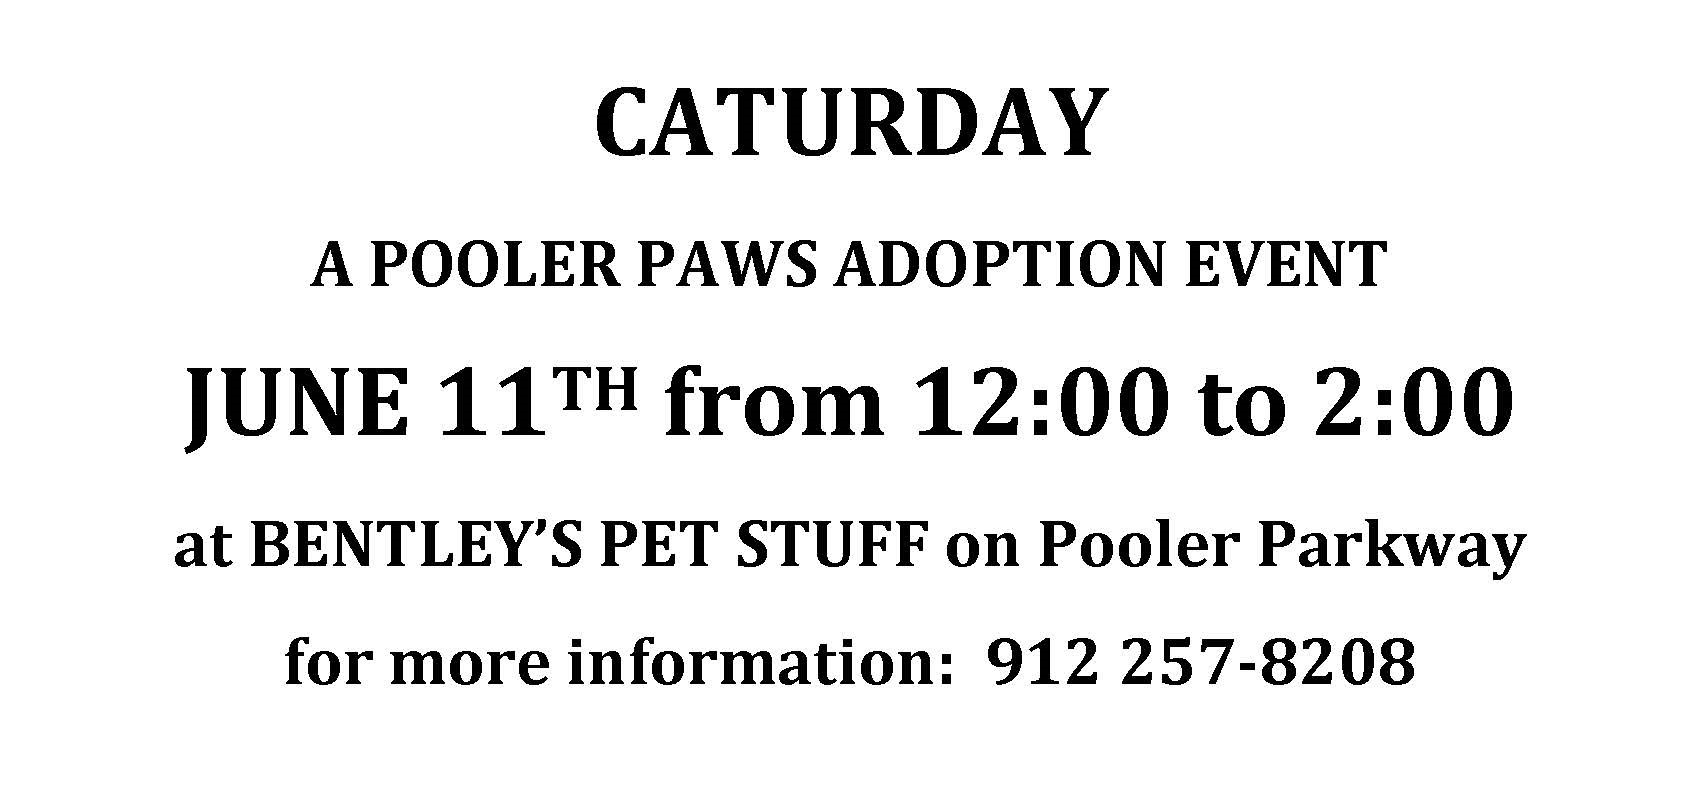 CATURDAY
A POOLER PAWS ADOPTION EVENT
JUNE 11TH from 12:00 to 2:00
at BENTLEY’S PET STUFF on Pooler Parkway
for more information:  912 257-8208